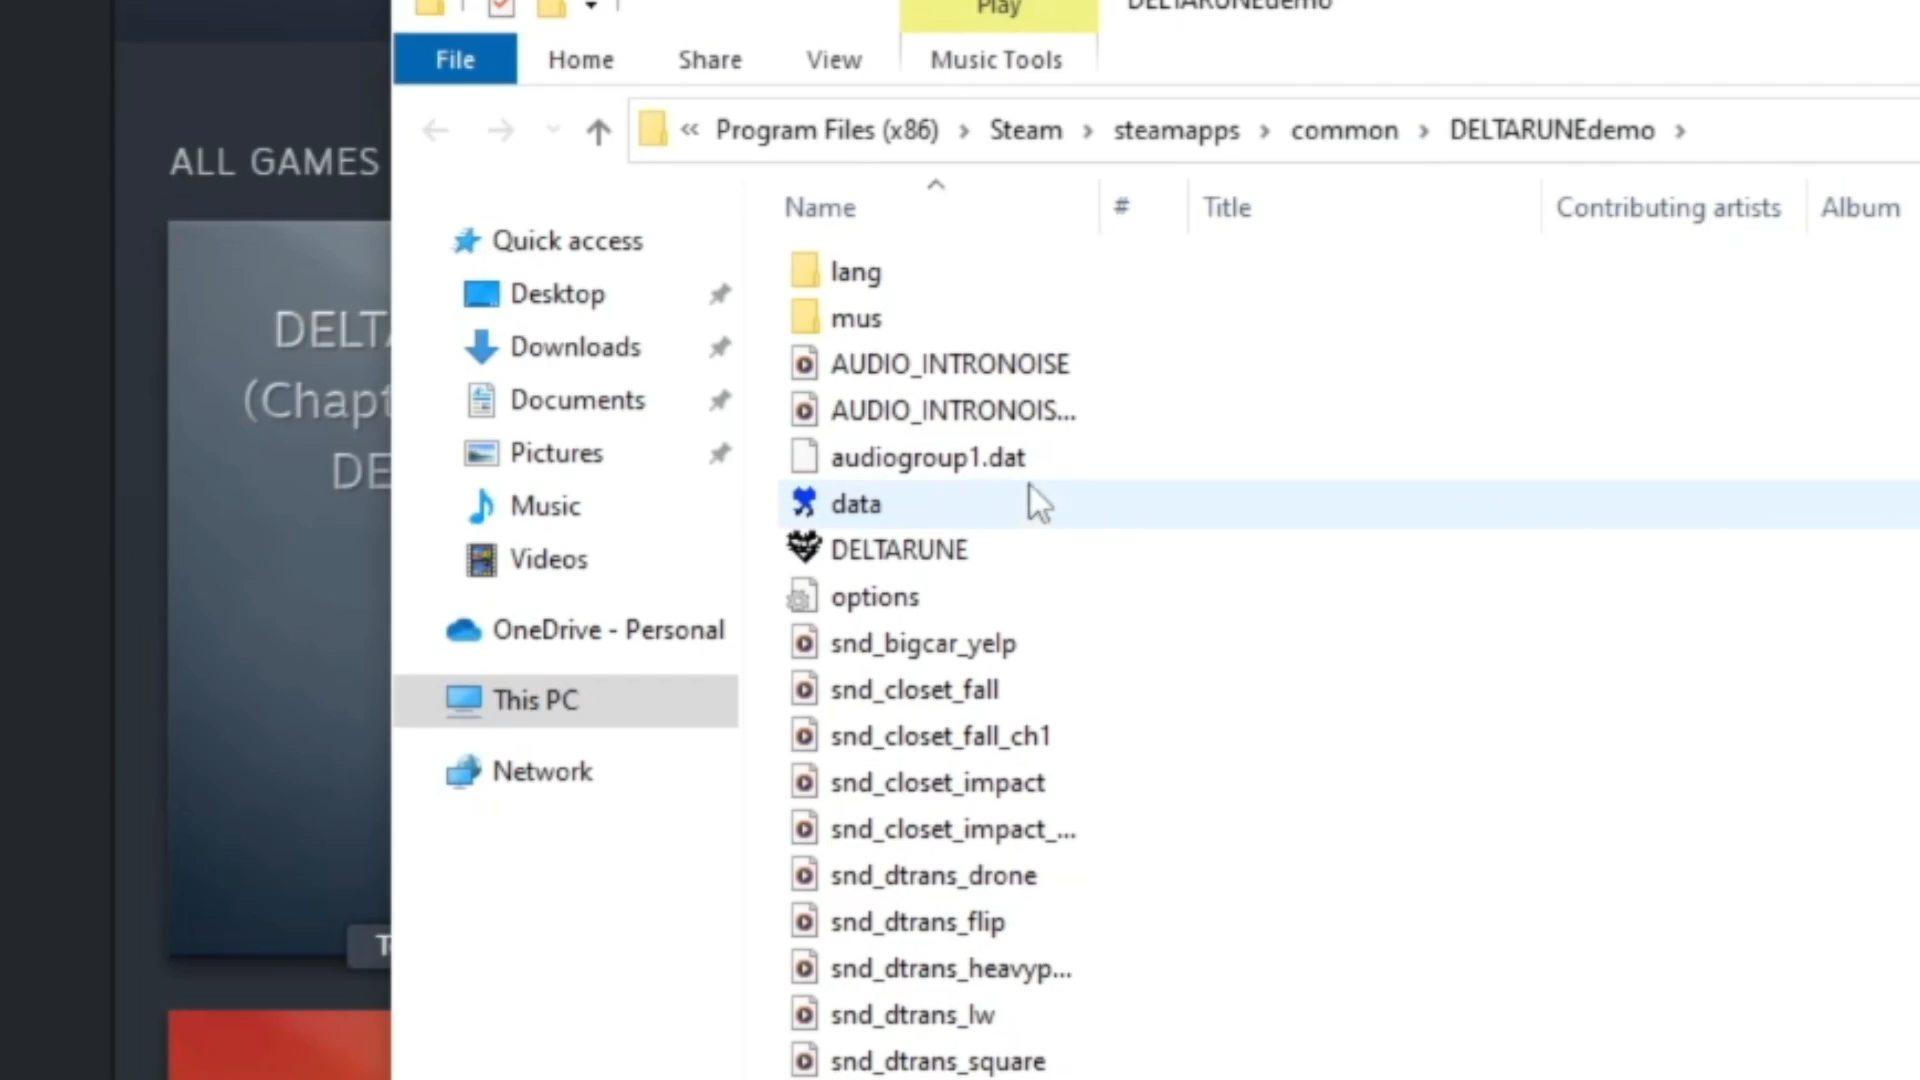 Play
DELTARUNEdemo
File
Home
Share
View
Music Tools
« Program Files (x86) › Steam › steamapps › common › DELTARUNEdemo ›
ALL GAMES
Name
#
Title
Contributing artists
Album
Quick access
Desktop
Downloads
Documents
Pictures
Music
Videos
OneDrive - Personal
This PC
Network
lang
mus
AUDIO_INTRONOISE
AUDIO_INTRONOIS...
audiogroup1.dat
data
DELTARUNE
options
snd_bigcar_yelp
snd_closet_fall
snd_closet_fall_ch1
snd_closet_impact
snd_closet_impact_...
snd_dtrans_drone
snd_dtrans_flip
snd_dtrans_heavyp...
snd_dtrans_lw
snd_dtrans_square
DELTA
(Chapt
DE
T